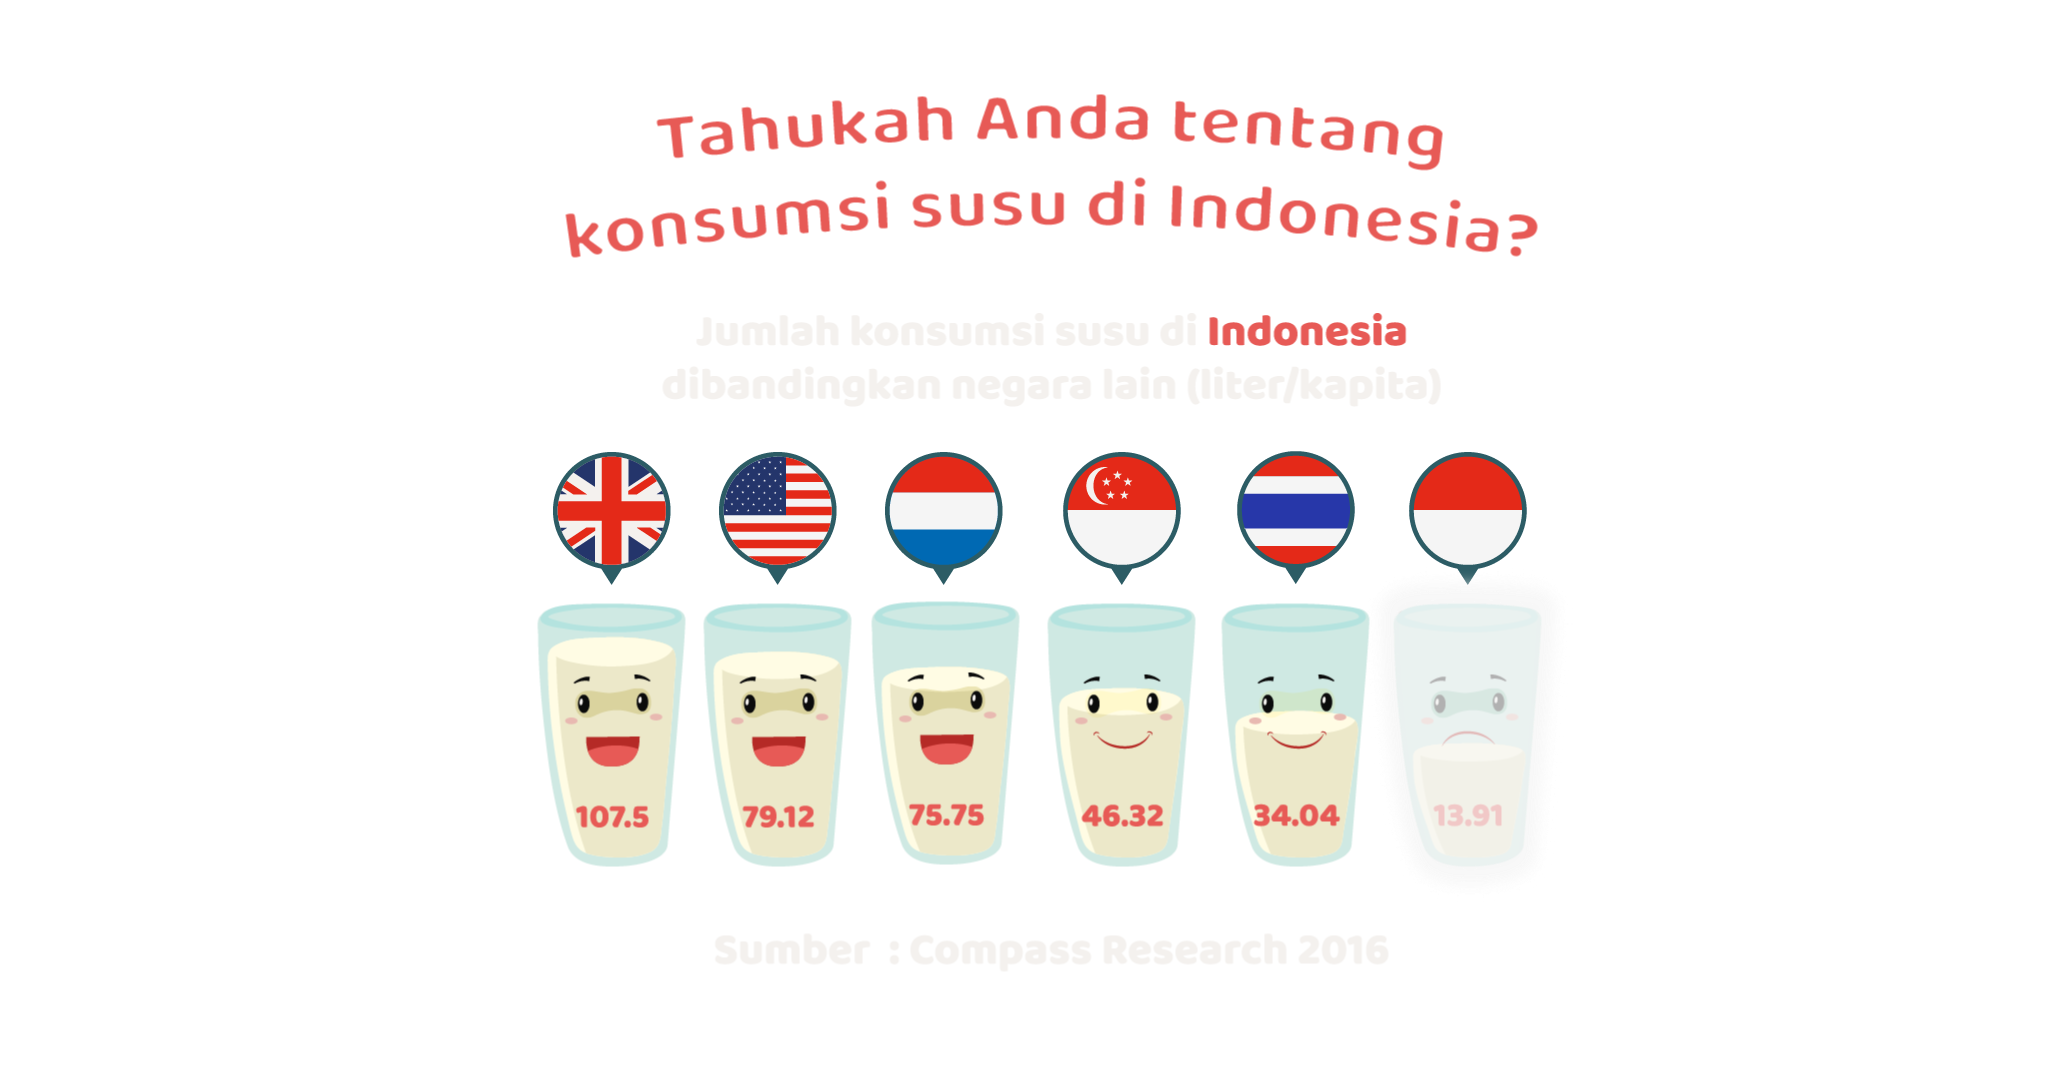 Tahukah Anda tentang
konsumsi susu di Indonesia?
Jumlah konsumsi susu di Indonesia
dibandingkan negara lain (liter/kapita)
107.5 79.12 75.75 46.32 34.04 13.91
Sumber : Compass Research 2016